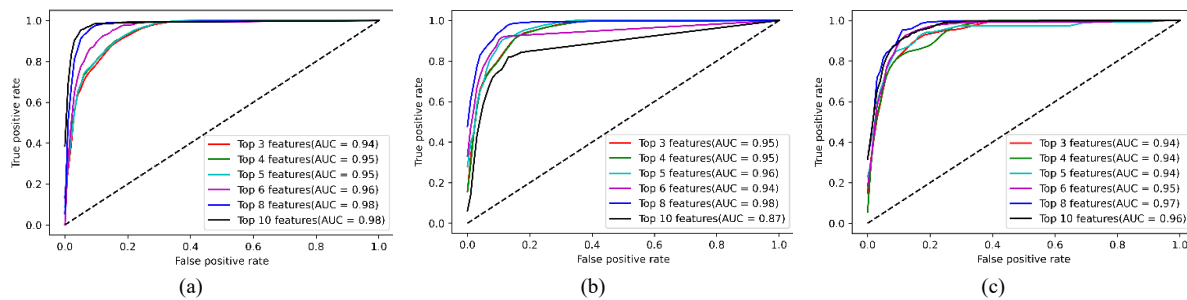 True positive rate
1.0
0.8
0.6
0.4
0.2
0.0
Top 3 features(AUC = 0.94)
Top 4 features(AUC = 0.95)
Top 5 features(AUC = 0.95)
Top 6 features(AUC = 0.96)
Top 8 features(AUC = 0.98)
Top 10 features(AUC = 0.98)
0.0 0.2 0.4 0.6 0.8 1.0
False positive rate
(a)
True positive rate
1.0
0.8
0.6
0.4
0.2
0.0
Top 3 features(AUC = 0.95)
Top 4 features(AUC = 0.95)
Top 5 features(AUC = 0.96)
Top 6 features(AUC = 0.94)
Top 8 features(AUC = 0.98)
Top 10 features(AUC = 0.87)
0.0 0.2 0.4 0.6 0.8 1.0
False positive rate
(b)
True positive rate
1.0
0.8
0.6
0.4
0.2
0.0
Top 3 features(AUC = 0.94)
Top 4 features(AUC = 0.94)
Top 5 features(AUC = 0.94)
Top 6 features(AUC = 0.95)
Top 8 features(AUC = 0.97)
Top 10 features(AUC = 0.96)
0.0 0.2 0.4 0.6 0.8 1.0
False positive rate
(c)